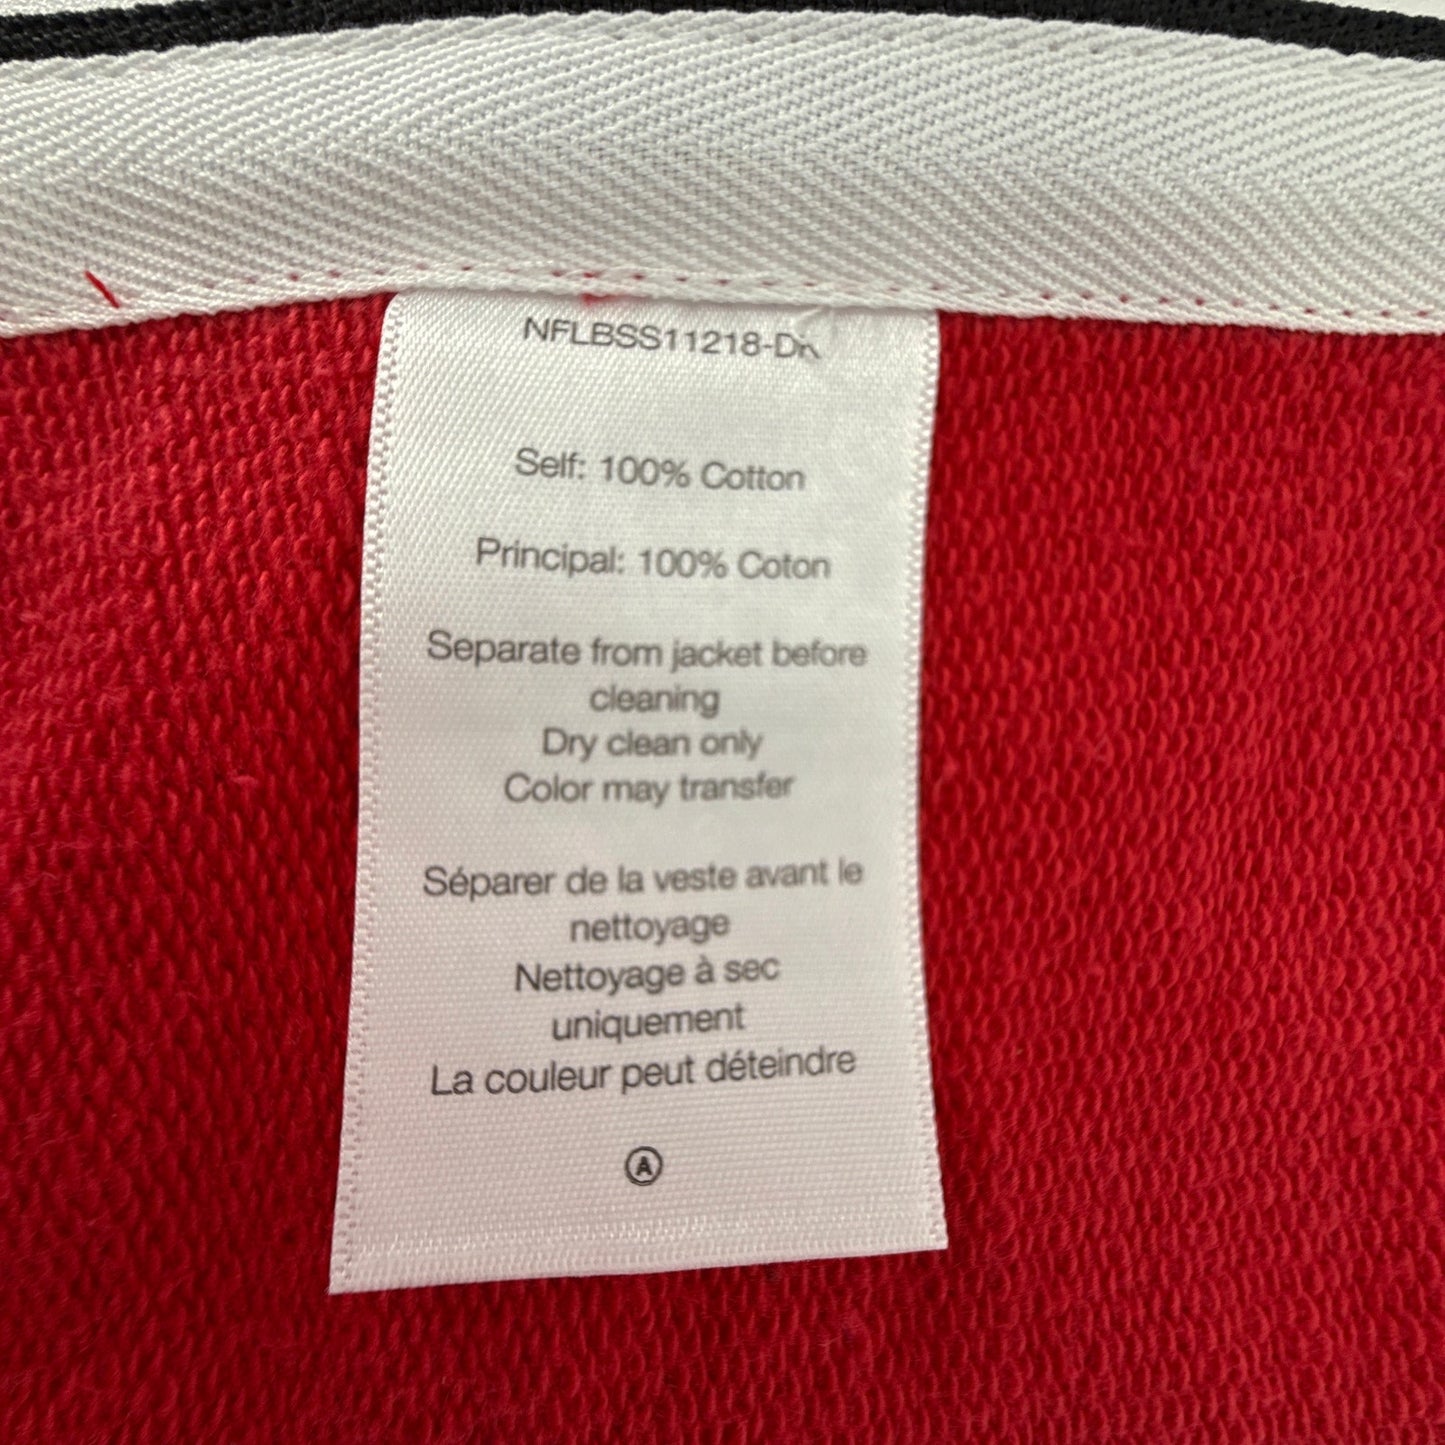 NFLBSS11218-DK
Self: 100% Cotton
Principal: 100% Coton
Separate from jacket before
cleaning
Dry clean only
Color may transfer
Séparer de la veste avant le
nettoyage
Nettoyage à sec
uniquement
La couleur peut déteindre
A